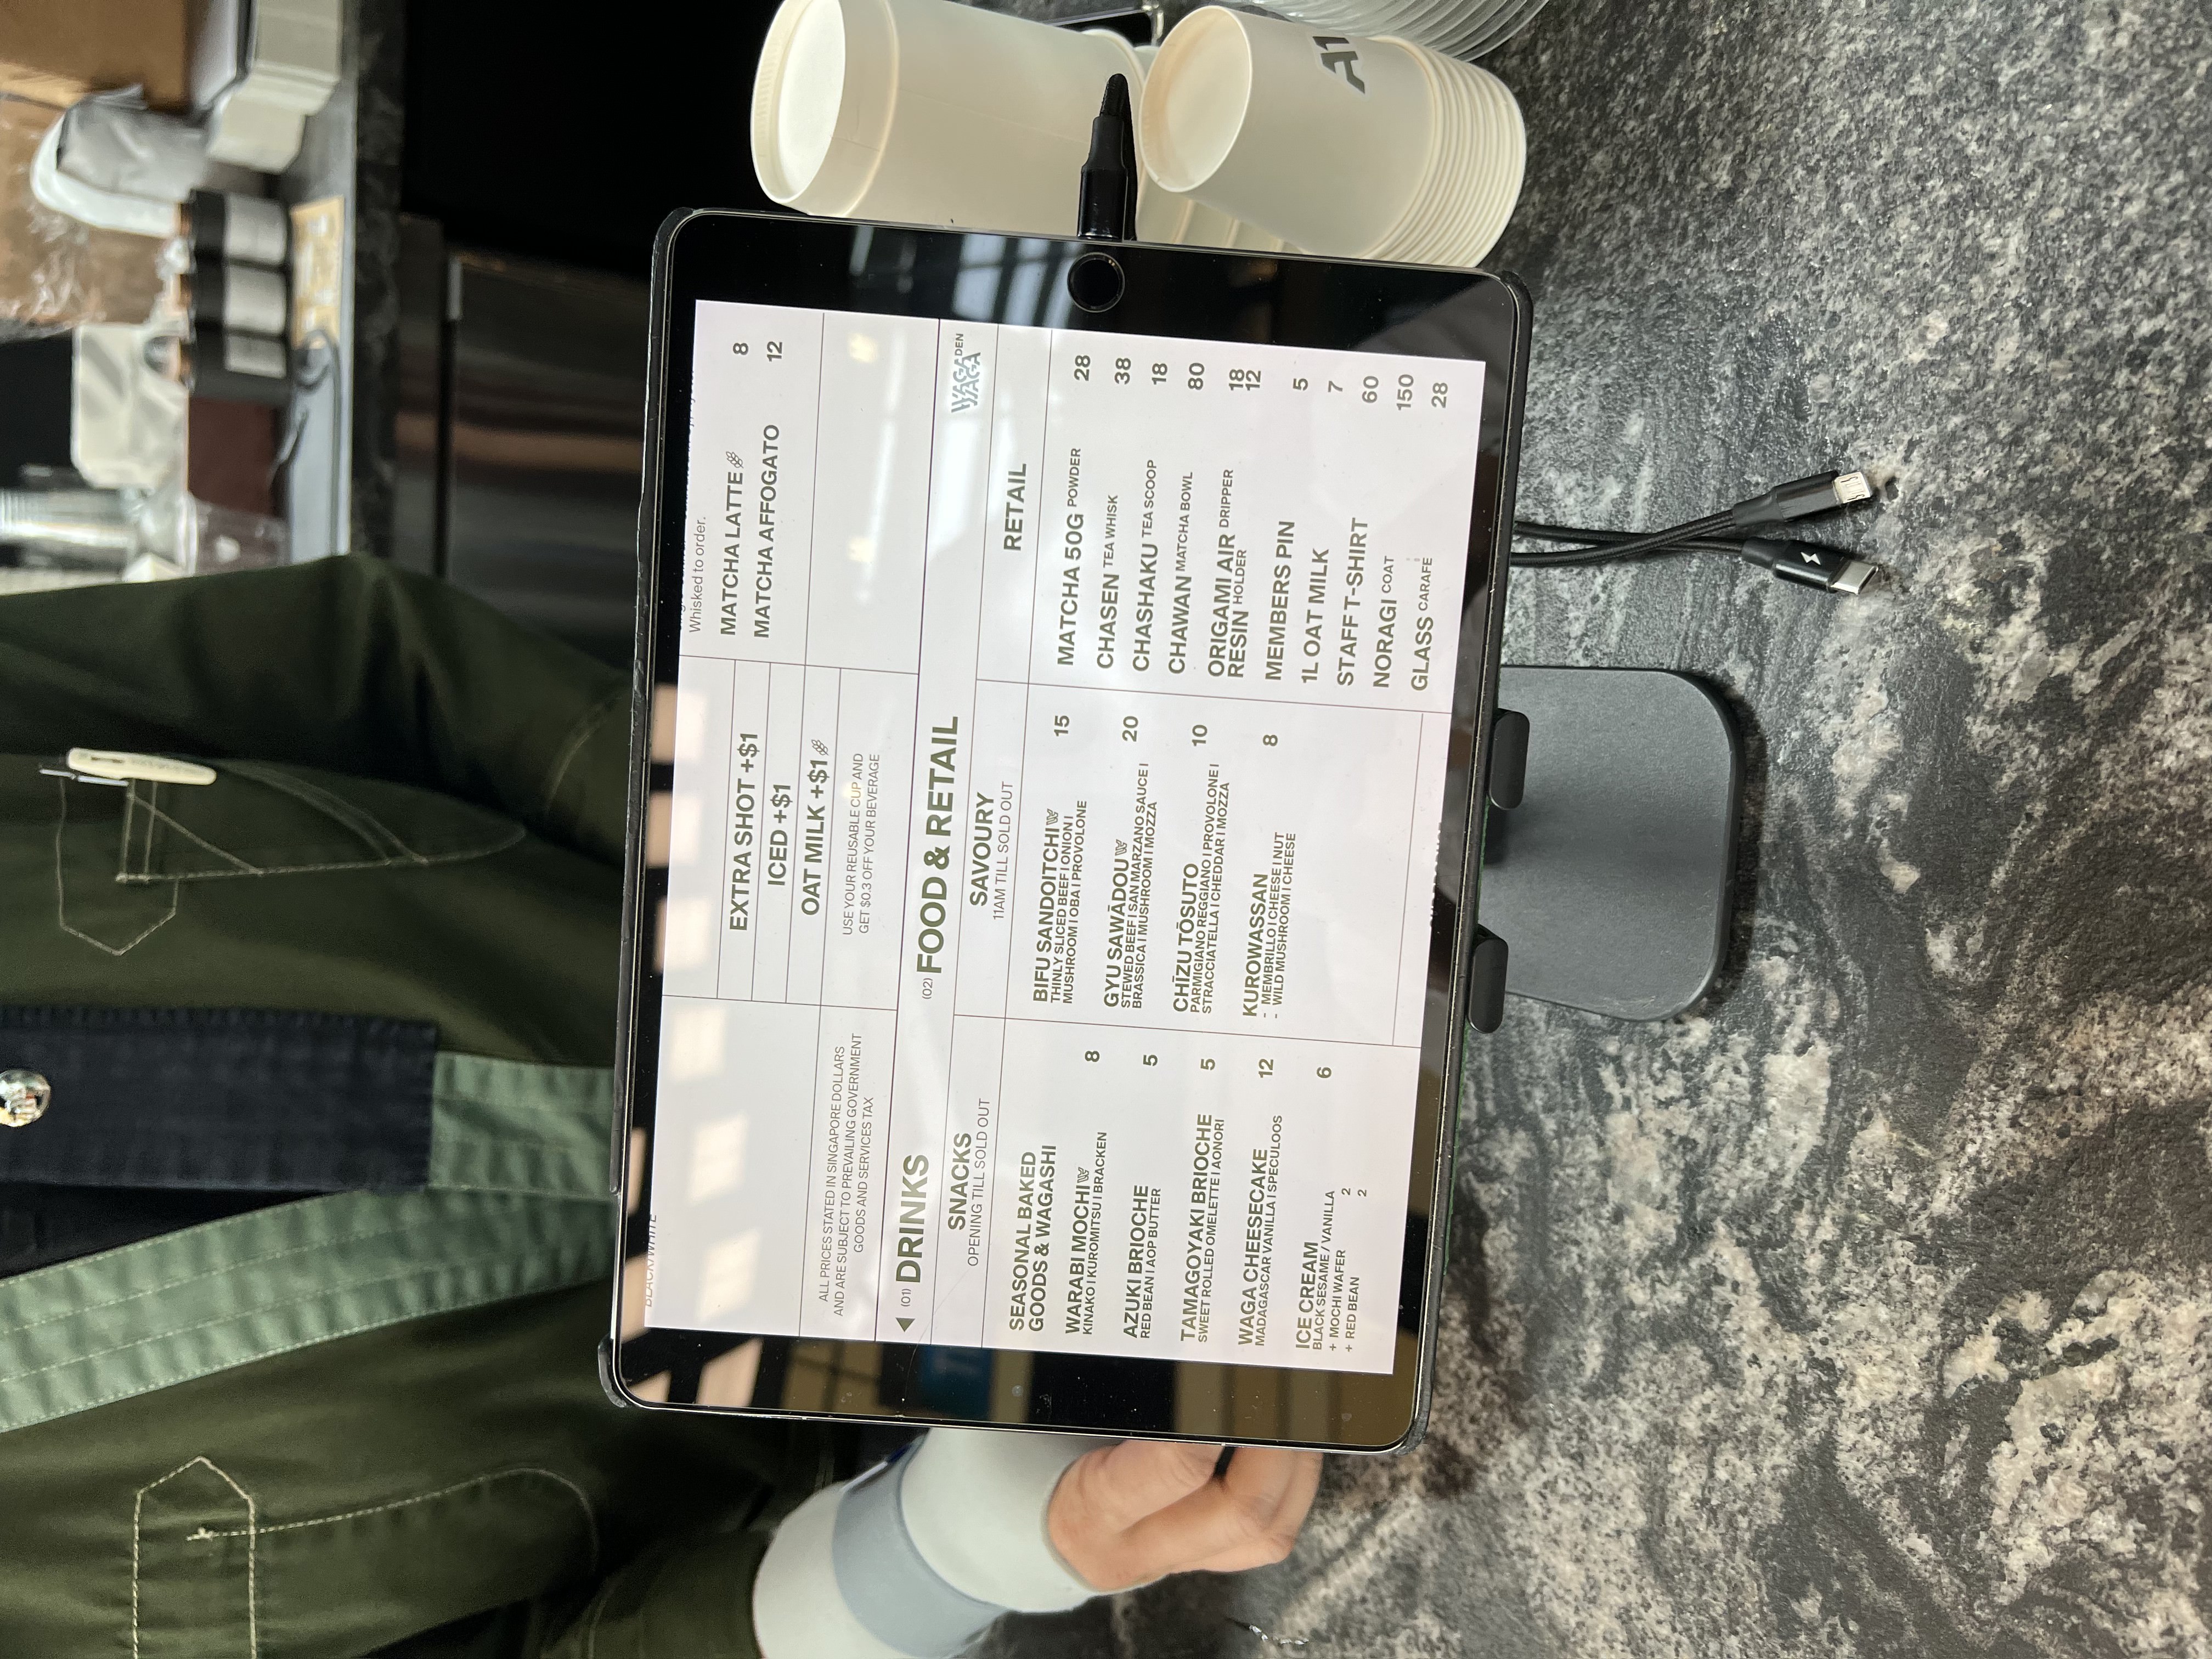 BLACK/WHITE
EXTRA SHOT +$1
ICED +$1
OAT MILK +$1
Whisked to order.
MATCHA LATTE 8
MATCHA AFFOGATO 12
ALL PRICES STATED IN SINGAPORE DOLLARS
AND ARE SUBJECT TO PREVAILING GOVERNMENT
GOODS AND SERVICES TAX
USE YOUR REUSABLE CUP AND
GET $0.3 OFF YOUR BEVERAGE
(01) DRINKS
(02) FOOD & RETAIL
WAGA DEN
WAGA
SNACKS
OPENING TILL SOLD OUT
SEASONAL BAKED
GOODS & WAGASHI
WARABI MOCHI 8
KINAKO | KUROMITSU | BRACKEN
AZUKI BRIOCHE 5
RED BEAN | AOP BUTTER
TAMAGOYAKI BRIOCHE 5
SWEET ROLLED OMELETTE | AONORI
WAGA CHEESECAKE 12
MADAGASCAR VANILLA | SPECULOOS
ICE CREAM 6
BLACK SESAME / VANILLA
+ MOCHI WAFER 2
+ RED BEAN 2
SAVOURY
11AM TILL SOLD OUT
BIFU SANDOITCHI 15
THINLY SLICED BEEF | ONION |
MUSHROOM | OBA | PROVOLONE
GYU SAWĀDOU 20
STEWED BEEF | SAN MARZANO SAUCE |
BRASSICA | MUSHROOM | MOZZA
CHĪZU TŌSUTO 10
PARMIGIANO REGGIANO | PROVOLONE |
STRACCIATELLA | CHEDDAR | MOZZA
KUROWASSAN 8
- MEMBRILLO | CHEESE | NUT
- WILD MUSHROOM | CHEESE
RETAIL
MATCHA 50G POWDER 28
CHASEN TEA WHISK 38
CHASHAKU TEA SCOOP 18
CHAWAN MATCHA BOWL 80
ORIGAMI AIR DRIPPER 18
RESIN HOLDER 12
MEMBERS PIN 5
1L OAT MILK 7
STAFF T-SHIRT 60
NORAGI COAT 150
GLASS CARAFE 28
A1